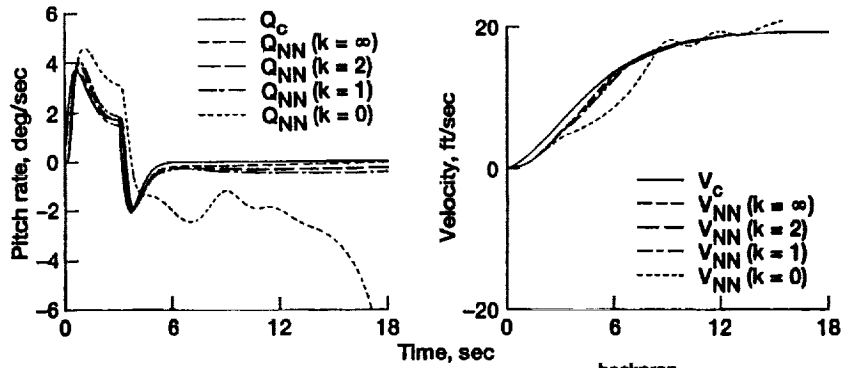 6
4
2
0
−2
−4
−6
Pitch rate, deg/sec
Q_c
Q_NN (k = ∞)
Q_NN (k = 2)
Q_NN (k = 1)
Q_NN (k = 0)
0 6 12 18
20
0
−20
Velocity, ft/sec
V_c
V_NN (k = ∞)
V_NN (k = 2)
V_NN (k = 1)
V_NN (k = 0)
0 6 12 18
Time, sec